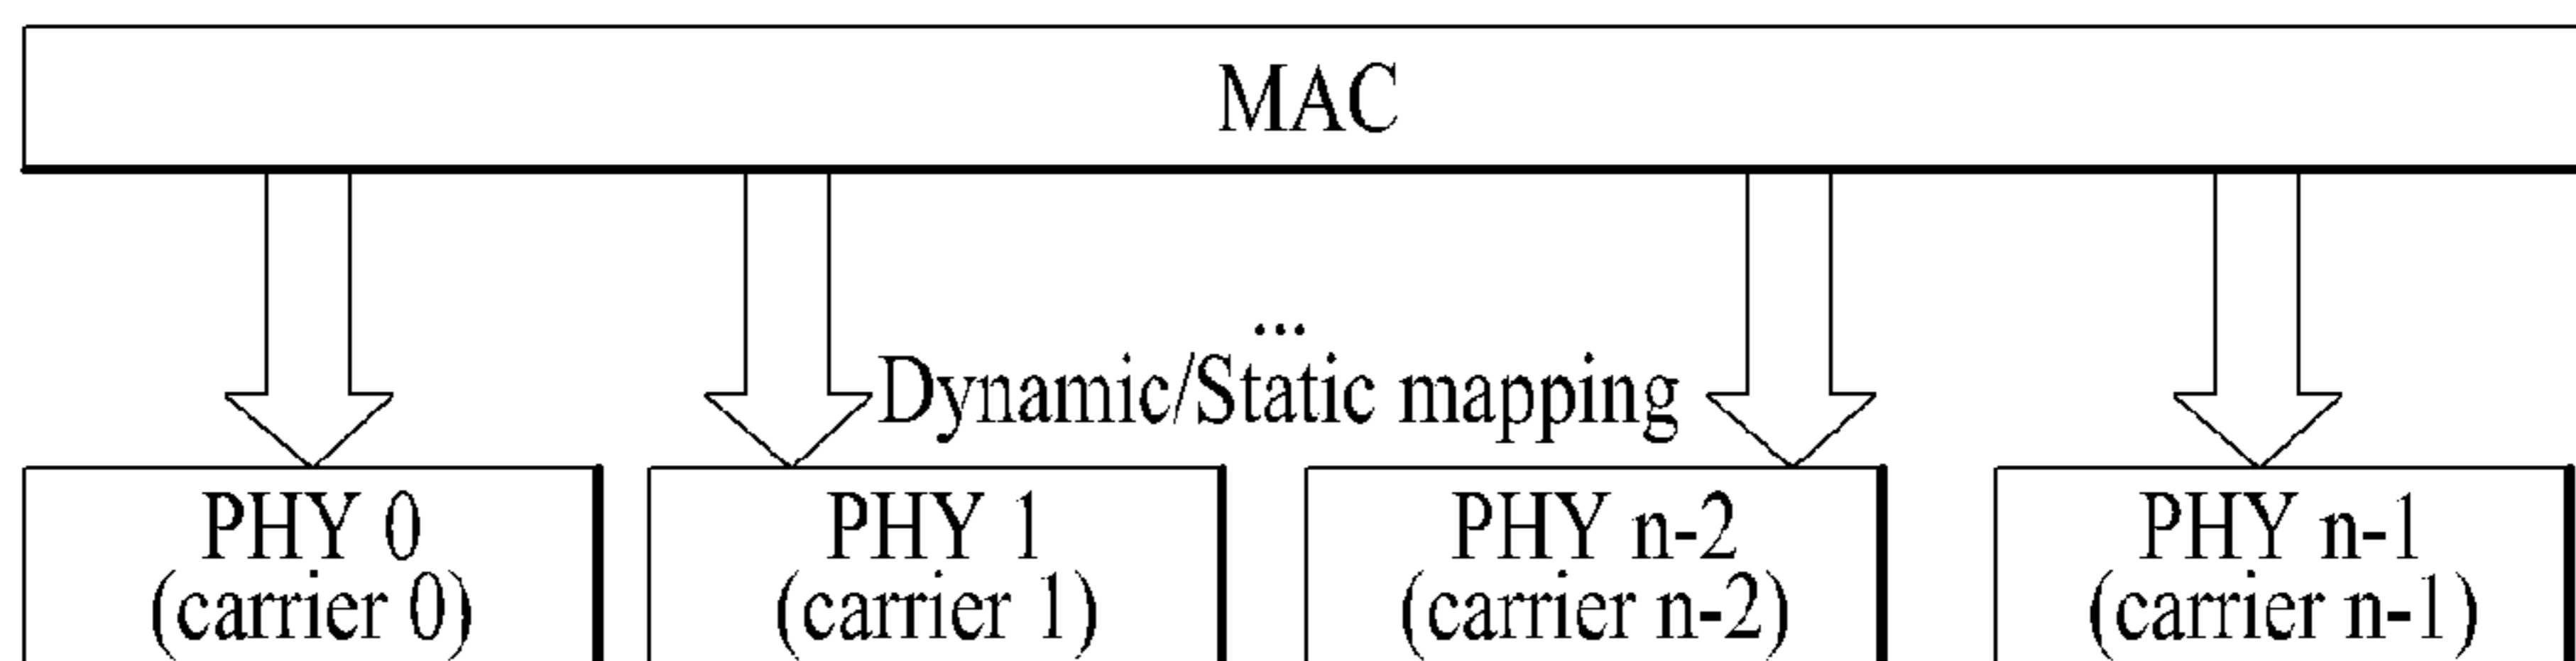 MAC
...
Dynamic/Static mapping
PHY 0
(carrier 0)
PHY 1
(carrier 1)
PHY n-2
(carrier n-2)
PHY n-1
(carrier n-1)